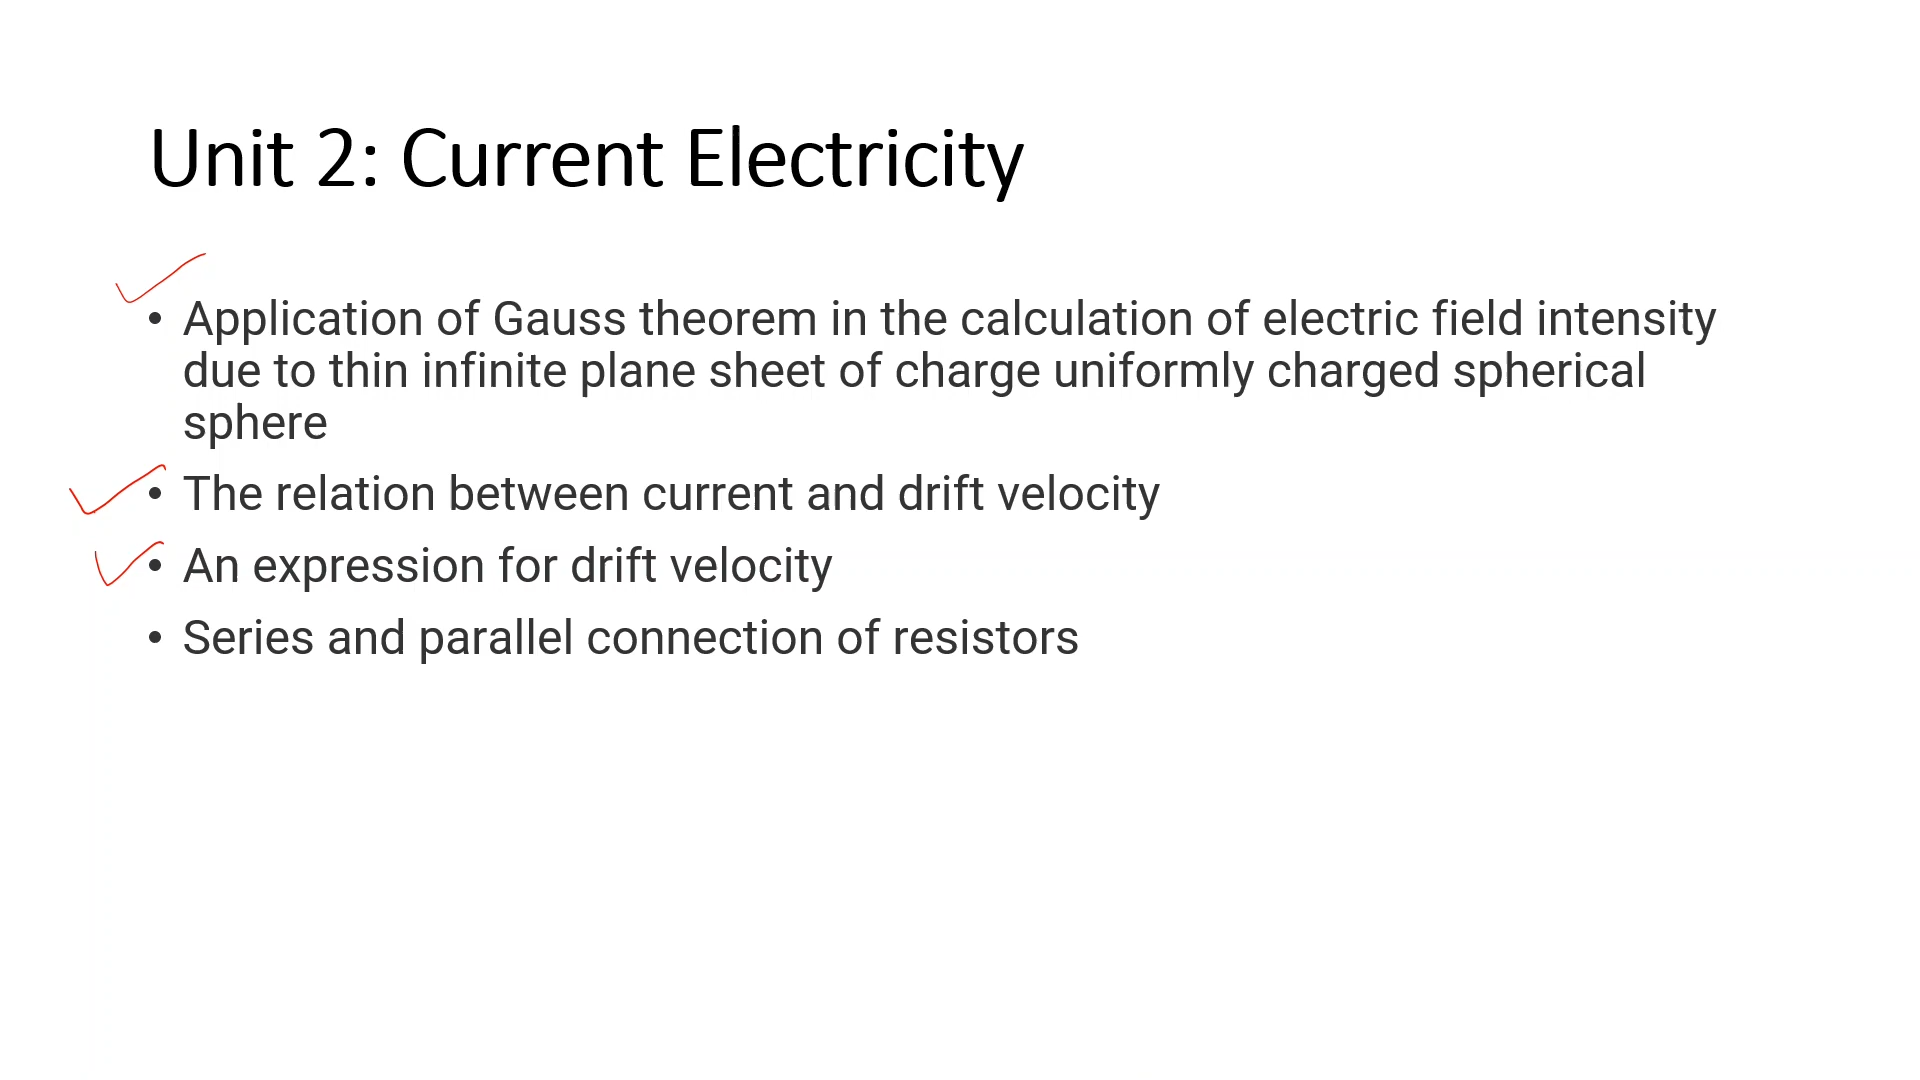 Unit 2: Current Electricity
• Application of Gauss theorem in the calculation of electric field intensity
due to thin infinite plane sheet of charge uniformly charged spherical
sphere
• The relation between current and drift velocity
• An expression for drift velocity
• Series and parallel connection of resistors